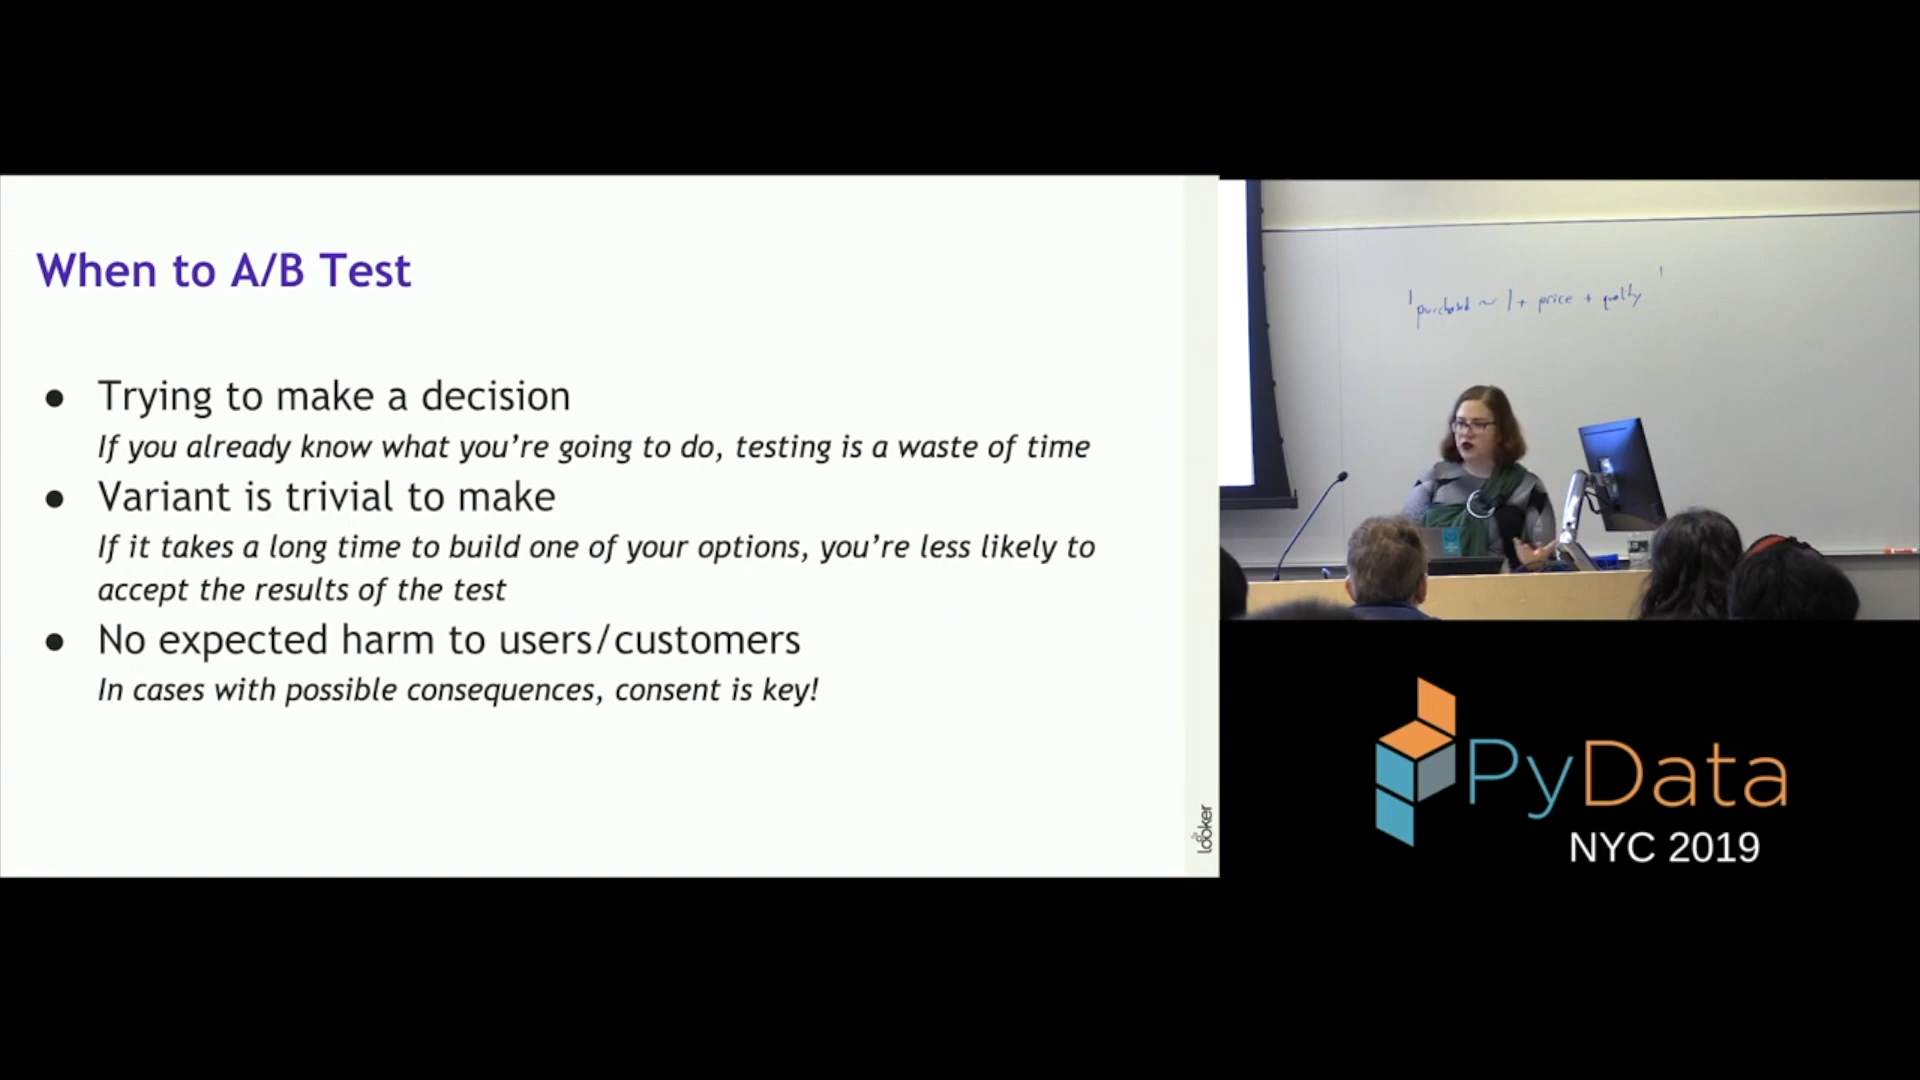 When to A/B Test
● Trying to make a decision
If you already know what you're going to do, testing is a waste of time
● Variant is trivial to make
If it takes a long time to build one of your options, you're less likely to
accept the results of the test
● No expected harm to users/customers
In cases with possible consequences, consent is key!
looker
purchased ~ 1 + price + quality
PyData
NYC 2019